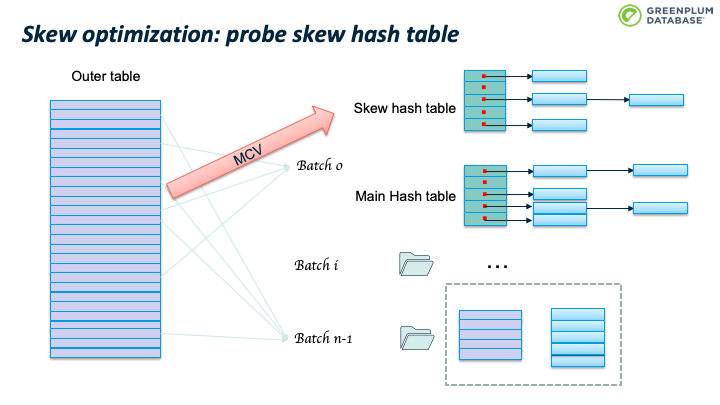 GREENPLUM
DATABASE®
Skew optimization: probe skew hash table
Outer table
Skew hash table
MCV
Batch 0
Main Hash table
Batch i
...
Batch n-1